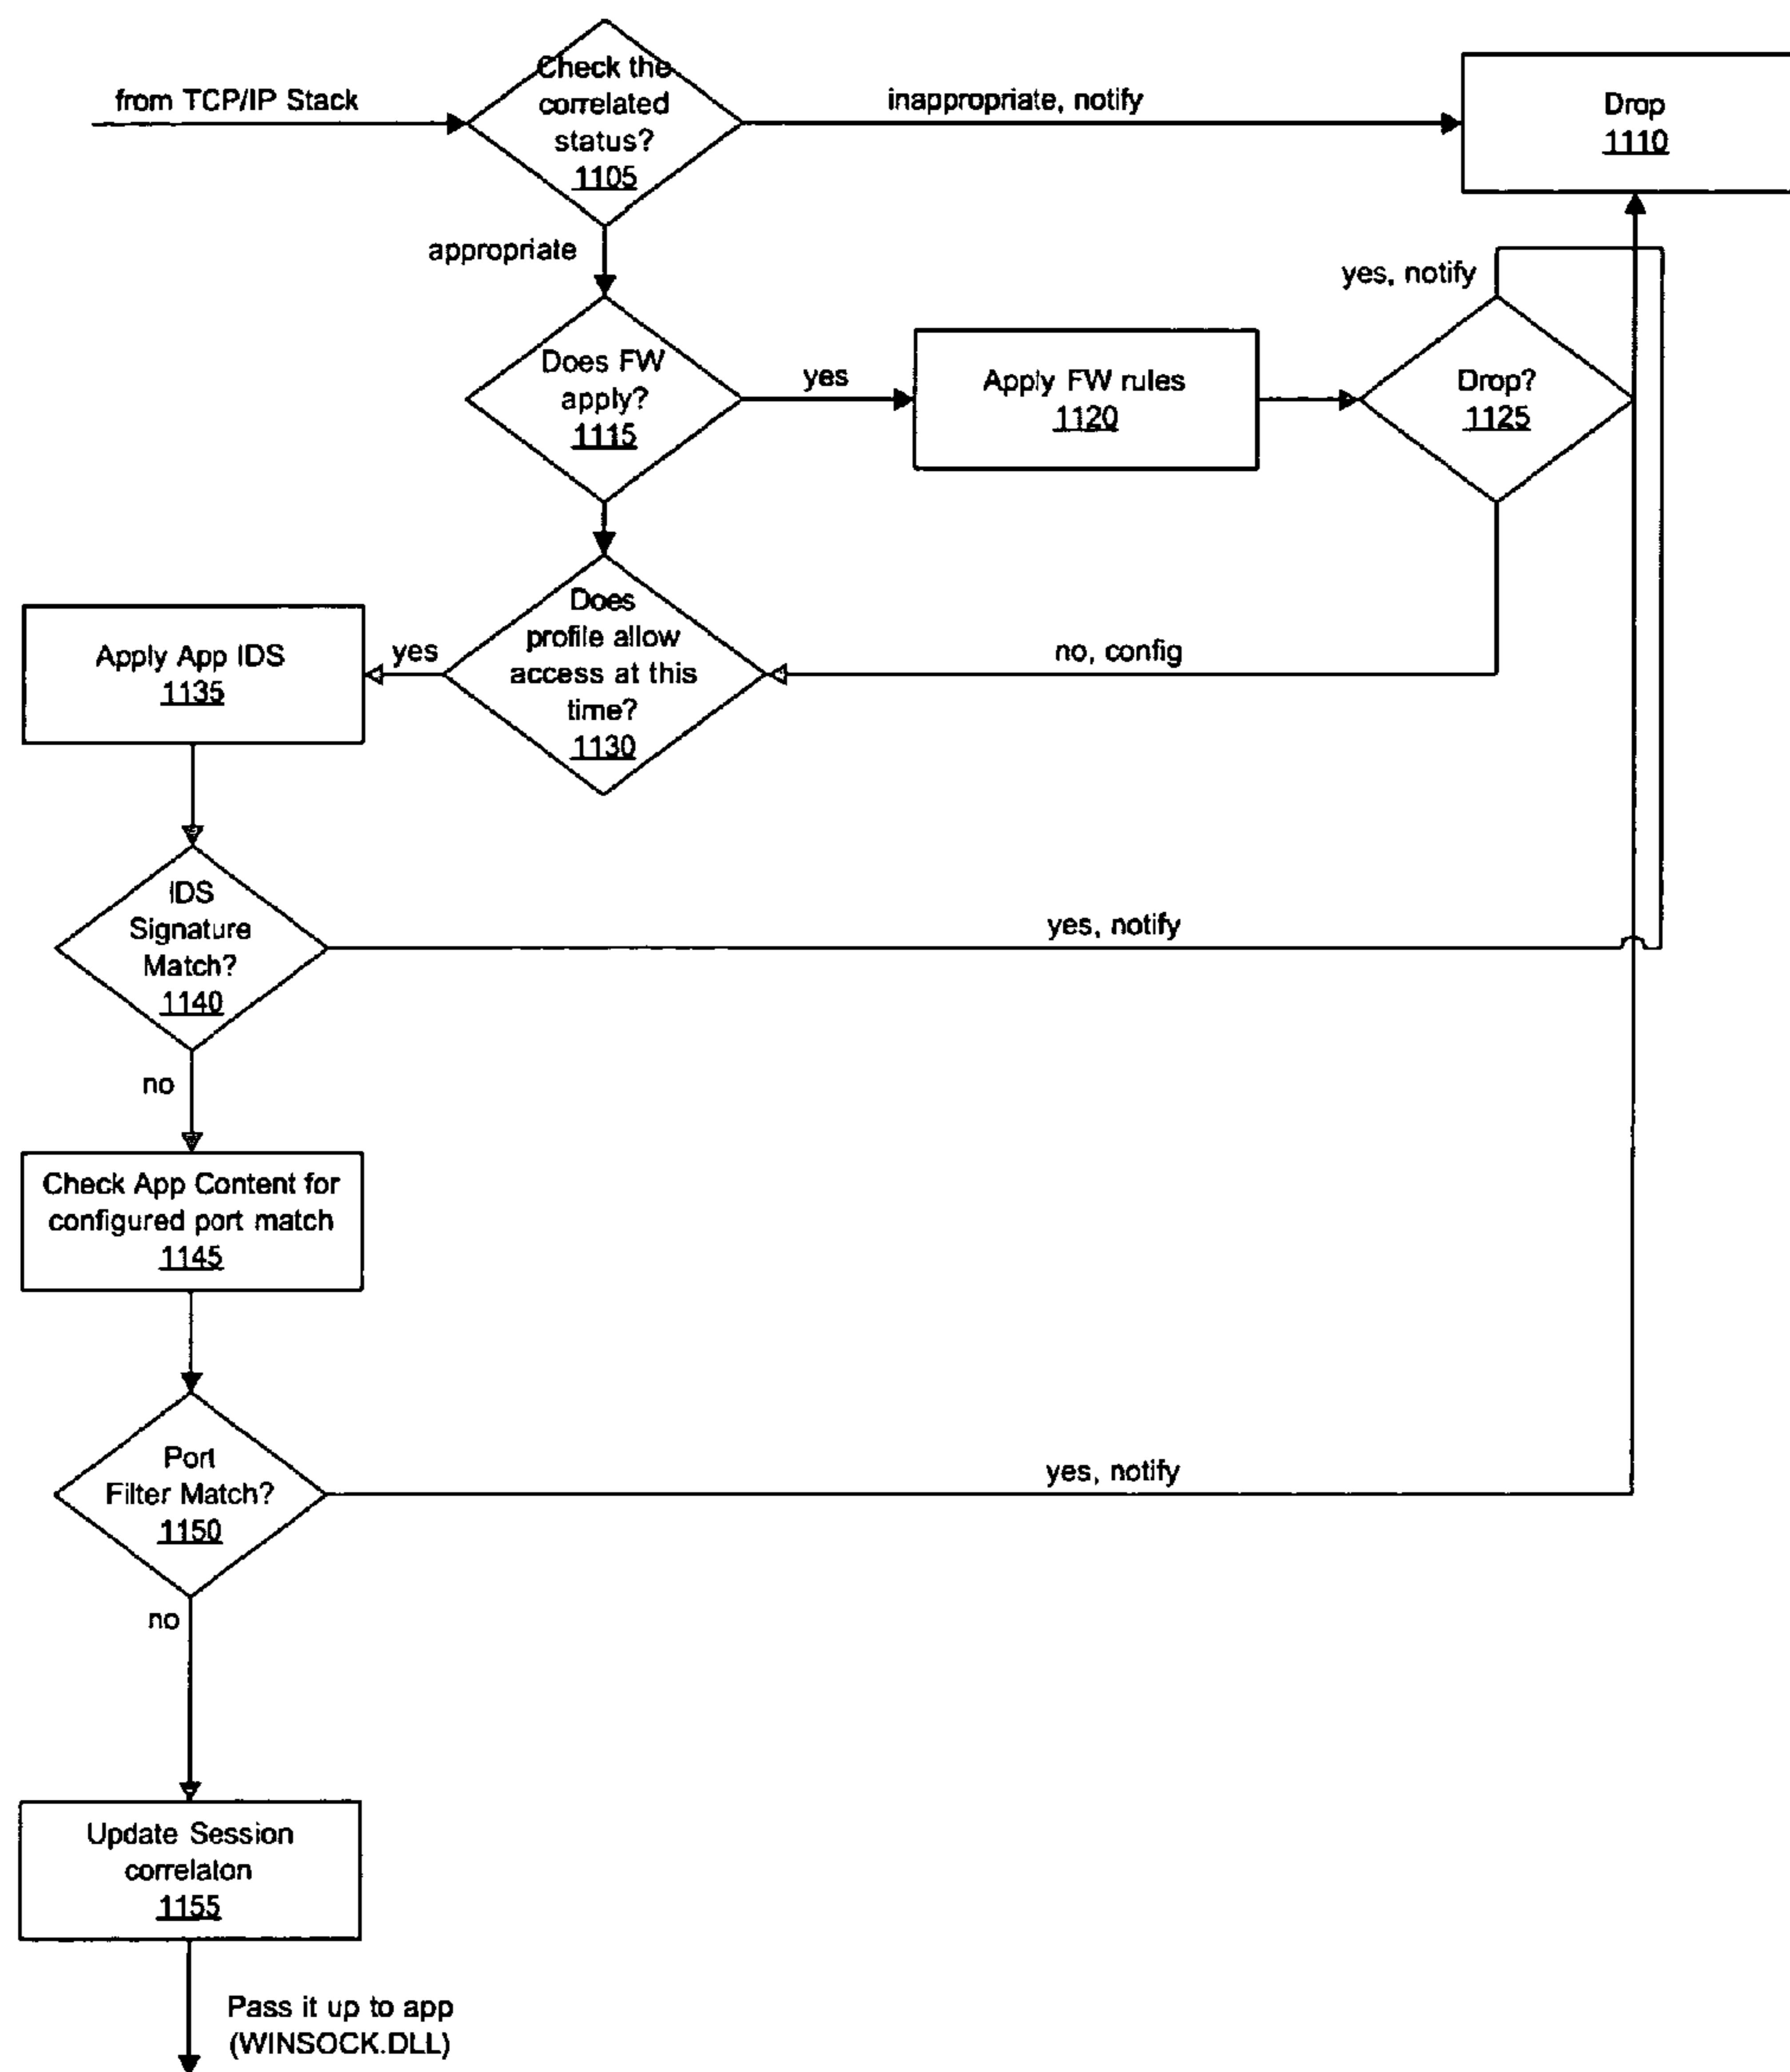 from TCP/IP Stack
Check the
correlated
status?
1105
inappropriate, notify
Drop
1110
appropriate
Does FW
apply?
1115
yes
Apply FW rules
1120
yes, notify
Drop?
1125
Does
profile allow
access at this
time?
1130
no, config
yes
Apply App IDS
1135
IDS
Signature
Match?
1140
yes, notify
no
Check App Content for
configured port match
1145
Port
Filter Match?
1150
yes, notify
no
Update Session
correlaton
1155
Pass it up to app
(WINSOCK.DLL)